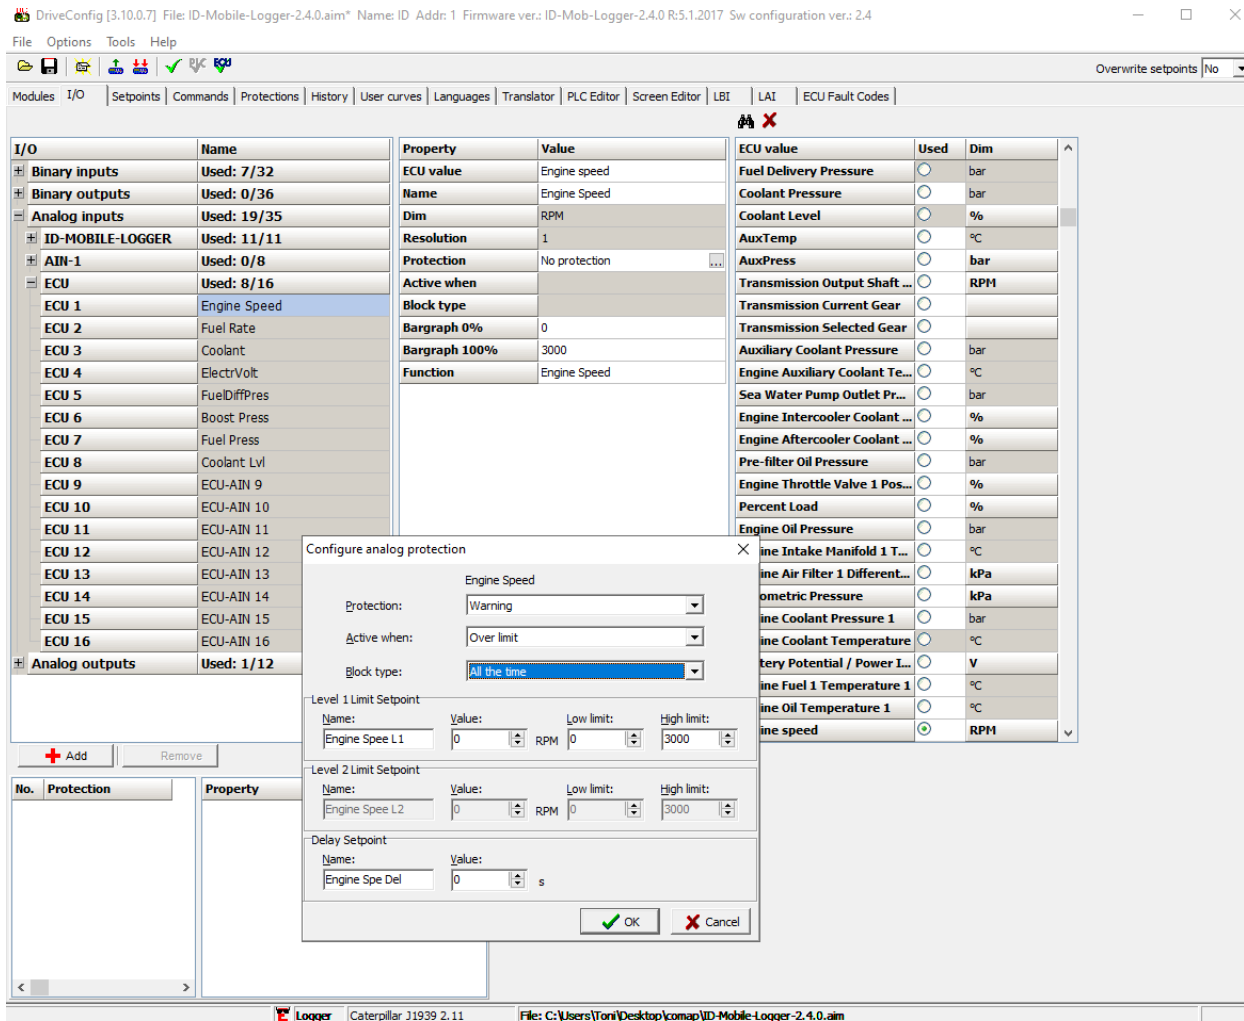 DriveConfig [3.10.0.7] File: ID-Mobile-Logger-2.4.0.aim* Name: ID Addr: 1 Firmware ver.: ID-Mob-Logger-2.4.0 R:5.1.2017 Sw configuration ver.: 2.4
File Options Tools Help
Overwrite setpoints No
Modules I/O Setpoints Commands Protections History User curves Languages Translator PLC Editor Screen Editor LBI LAI ECU Fault Codes
I/O Name Property Value ECU value Used Dim
Binary inputs Used: 7/32 ECU value Engine speed Fuel Delivery Pressure bar
Binary outputs Used: 0/36 Name Engine Speed Coolant Pressure bar
Analog inputs Used: 19/35 Dim RPM Coolant Level %
ID-MOBILE-LOGGER Used: 11/11 Resolution 1 AuxTemp °C
AIN-1 Used: 0/8 Protection No protection ... AuxPress bar
ECU Used: 8/16 Active when Transmission Output Shaft ... RPM
ECU 1 Engine Speed Block type Transmission Current Gear
ECU 2 Fuel Rate Bargraph 0% 0 Transmission Selected Gear
ECU 3 Coolant Bargraph 100% 3000 Auxiliary Coolant Pressure bar
ECU 4 ElectrVolt Function Engine Speed Engine Auxiliary Coolant Te... °C
ECU 5 FuelDiffPres Sea Water Pump Outlet Pr... bar
ECU 6 Boost Press Engine Intercooler Coolant ... %
ECU 7 Fuel Press Engine Aftercooler Coolant ... %
ECU 8 Coolant Lvl Pre-filter Oil Pressure bar
ECU 9 ECU-AIN 9 Engine Throttle Valve 1 Pos... %
ECU 10 ECU-AIN 10 Percent Load %
ECU 11 ECU-AIN 11 Engine Oil Pressure bar
ECU 12 ECU-AIN 12 Configure analog protection ine Intake Manifold 1 T... °C
ECU 13 ECU-AIN 13 Engine Speed ine Air Filter 1 Different... kPa
ECU 14 ECU-AIN 14 Protection: Warning ometric Pressure kPa
ECU 15 ECU-AIN 15 ine Coolant Pressure 1 bar
ECU 16 ECU-AIN 16 Active when: Over limit ine Coolant Temperature °C
Analog outputs Used: 1/12 Block type: All the time tery Potential / Power I... V
ine Fuel 1 Temperature 1 °C
Level 1 Limit Setpoint ine Oil Temperature 1 °C
Name: Value: Low limit: High limit: ine speed RPM
Engine Spee L1 0 RPM 0 3000
Add Remove
Level 2 Limit Setpoint
No. Protection Property Name: Value: Low limit: High limit:
Engine Spee L2 0 RPM 0 3000
Delay Setpoint
Name: Value:
Engine Spe Del 0 s
OK Cancel
Logger Caterpillar J1939 2.11 File: C:\Users\Toni\Desktop\comap\ID-Mobile-Logger-2.4.0.aim